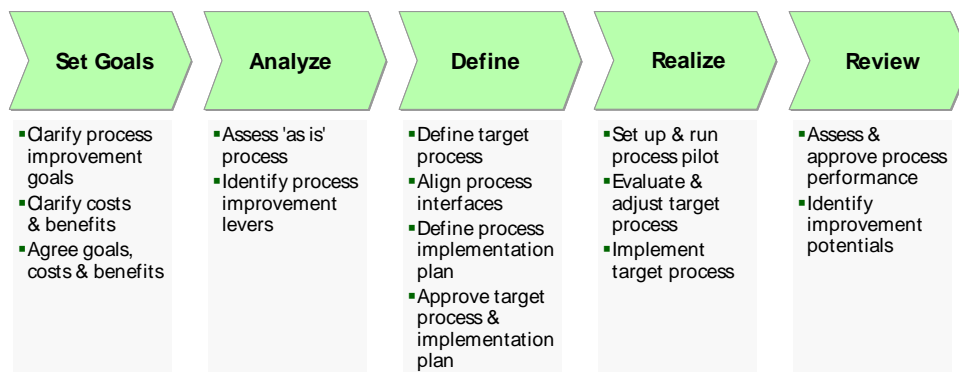 Set Goals
Analyze
Define
Realize
Review
▪Clarify process
improvement
goals
▪Clarify costs
& benefits
▪Agree goals,
costs & benefits
▪Assess 'as is'
process
▪Identify process
improvement
levers
▪Define target
process
▪Align process
interfaces
▪Define process
implementation
plan
▪Approve target
process &
implementation
plan
▪Set up & run
process pilot
▪Evaluate &
adjust target
process
▪Implement
target process
▪Assess &
approve process
performance
▪Identify
improvement
potentials